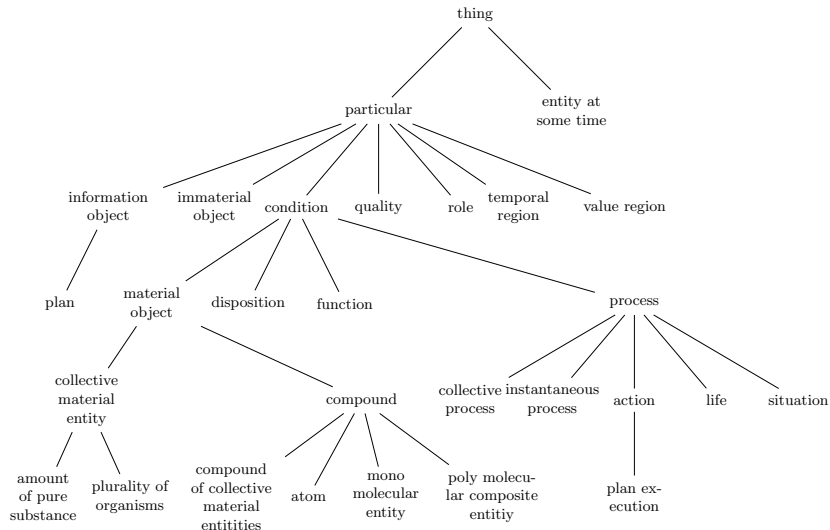 thing
particular
entity at
some time
information
object
immaterial
object
condition
quality
role
temporal
region
value region
plan
material
object
disposition
function
process
collective
material
entity
compound
collective
process
instantaneous
process
action
life
situation
amount
of pure
substance
plurality of
organisms
compound
of collective
material
entitities
atom
mono
molecular
entity
poly molecu-
lar composite
entitiy
plan ex-
ecution